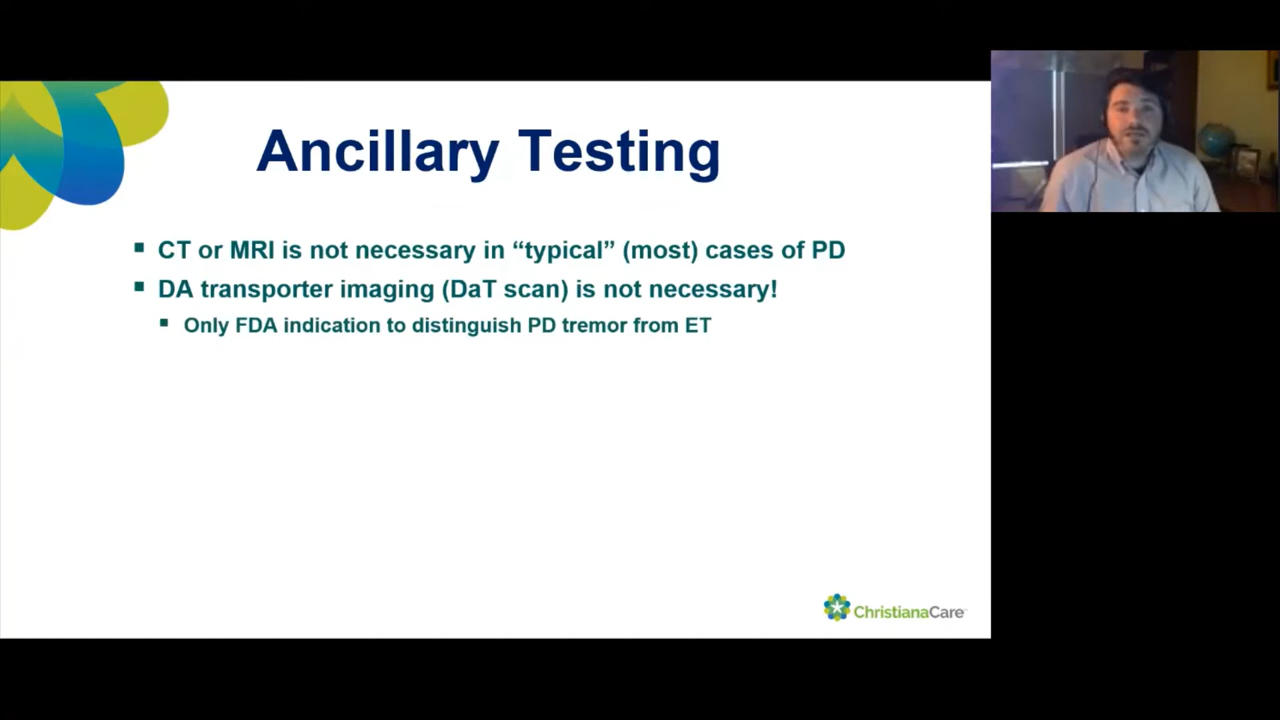 Ancillary Testing
▪ CT or MRI is not necessary in “typical” (most) cases of PD
▪ DA transporter imaging (DaT scan) is not necessary!
▪ Only FDA indication to distinguish PD tremor from ET
ChristianaCare